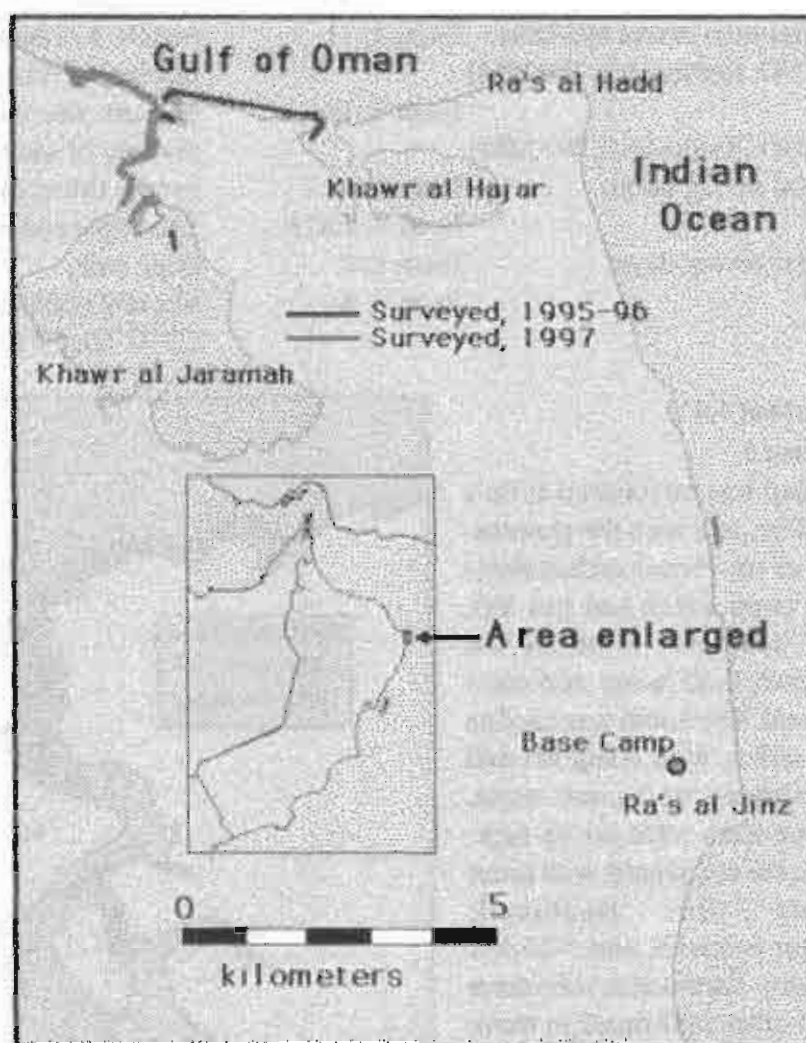 Gulf of Oman
Ra's al Hadd
Khawr al Hajar
Indian
Ocean
Surveyed, 1995-96
Surveyed, 1997
Khawr al Jaramah
Area enlarged
Base Camp
Ra's al Jinz
0 5
kilometers